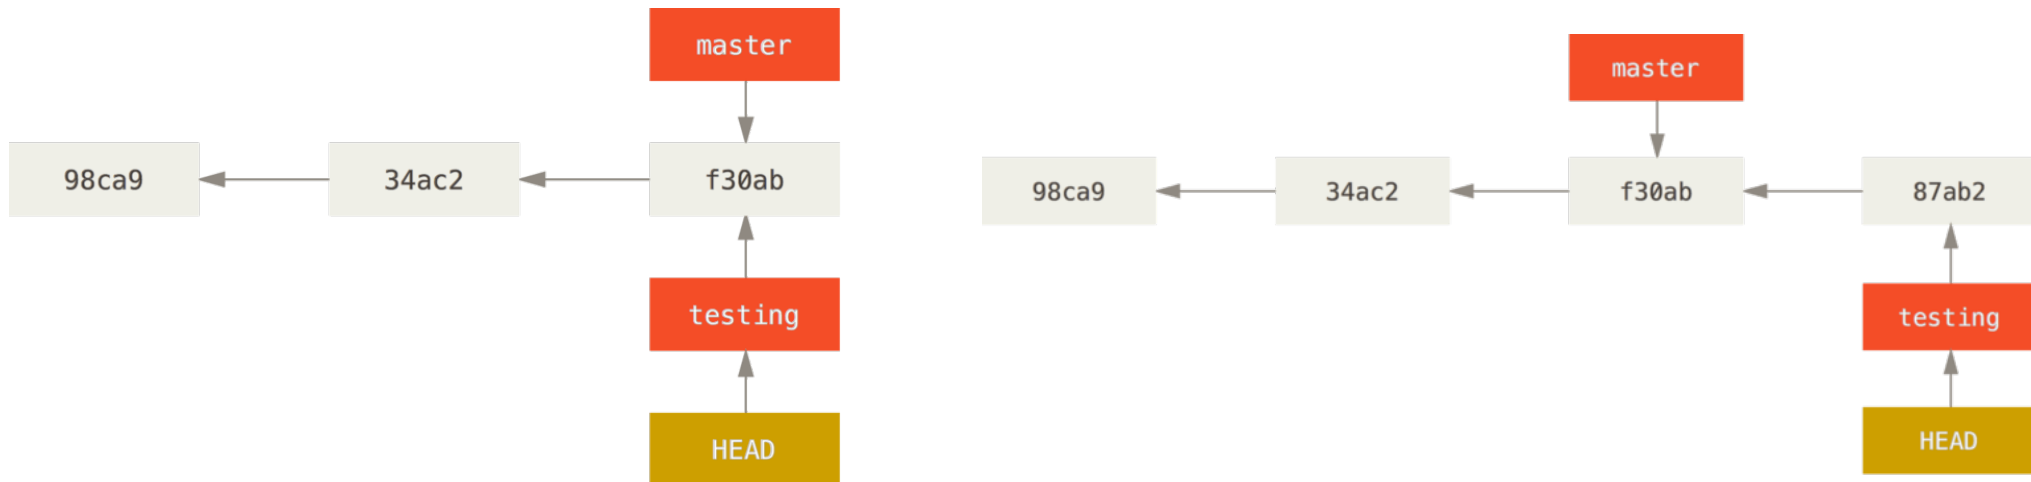 master
98ca9
34ac2
f30ab
testing
HEAD
master
98ca9
34ac2
f30ab
87ab2
testing
HEAD